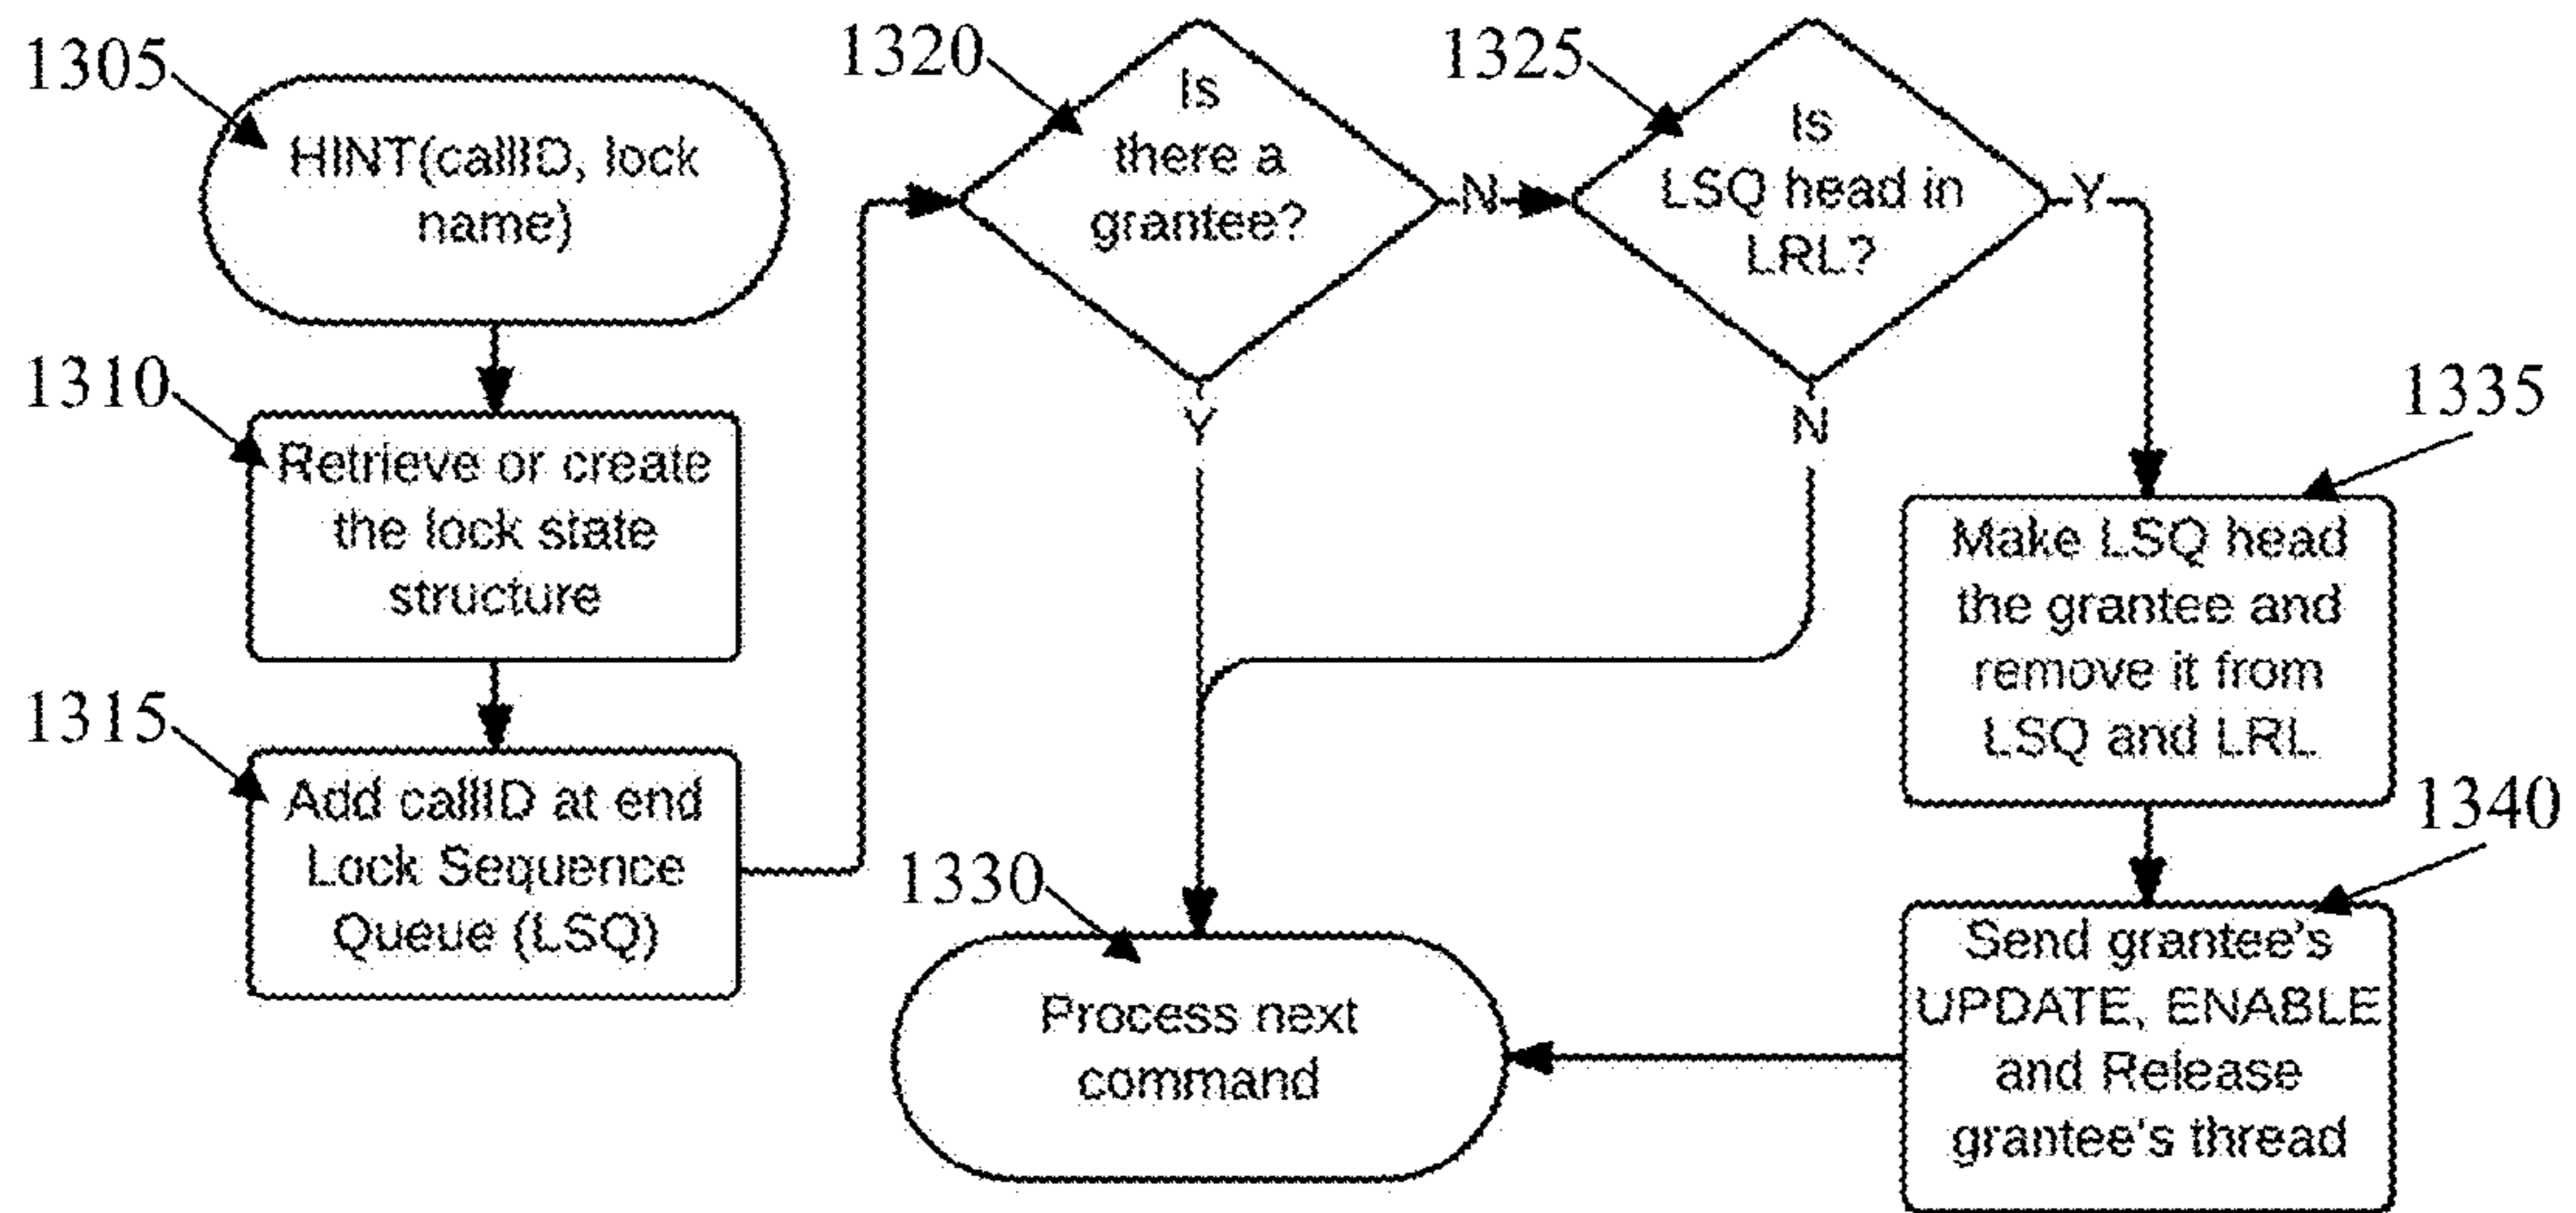 1305
HINT(callID, lock
name)
1310
Retrieve or create
the lock state
structure
1315
Add callID at end
Lock Sequence
Queue (LSQ)
1320
Is
there a
grantee?
N
Y
1325
Is
LSQ head in
LRL?
Y
N
1335
Make LSQ head
the grantee and
remove it from
LSQ and LRL
1340
Send grantee's
UPDATE, ENABLE
and Release
grantee's thread
1330
Process next
command